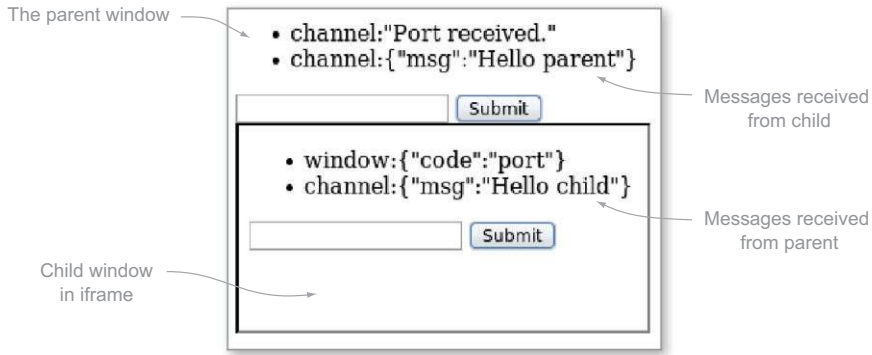 The parent window
• channel:"Port received."
• channel:{"msg":"Hello parent"}
Submit
Messages received
from child
• window:{"code":"port"}
• channel:{"msg":"Hello child"}
Submit
Messages received
from parent
Child window
in iframe